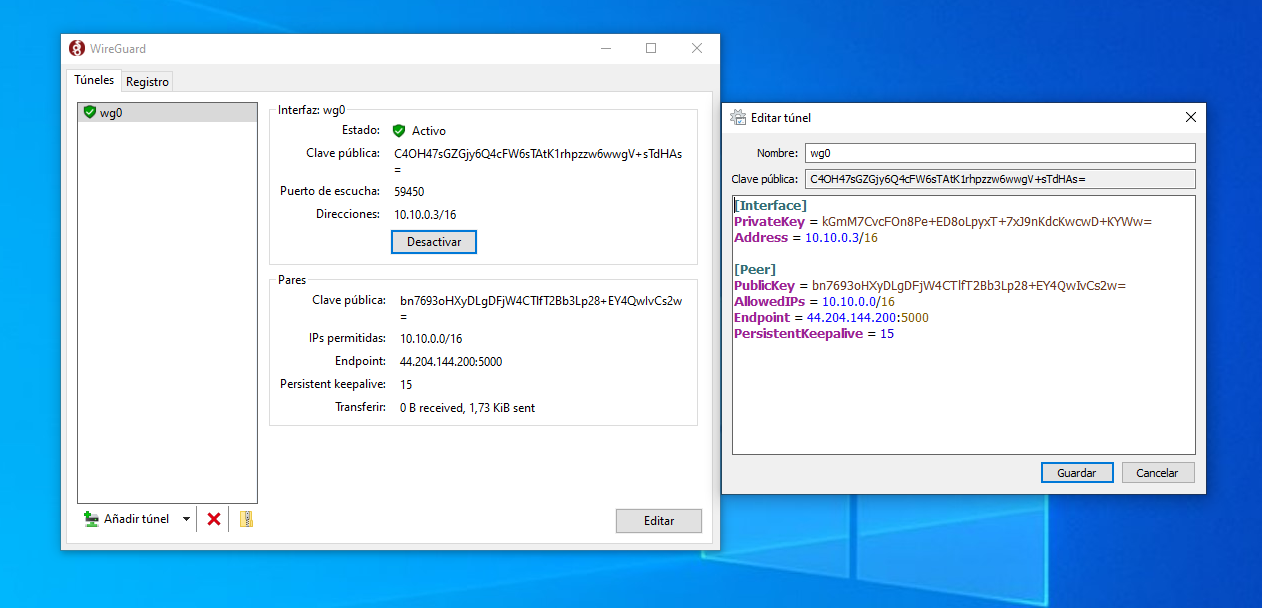 WireGuard
Túneles
Registro
wg0
Interfaz: wg0
Estado: Activo
Clave pública: C4OH47sGZGjy6Q4cFW6sTAtK1rhpzzw6wwgV+sTdHAs
=
Puerto de escucha: 59450
Direcciones: 10.10.0.3/16
Desactivar
Pares
Clave pública: bn7693oHXyDLgDFjW4CTlfT2Bb3Lp28+EY4QwIvCs2w
=
IPs permitidas: 10.10.0.0/16
Endpoint: 44.204.144.200:5000
Persistent keepalive: 15
Transferir: 0 B received, 1,73 KiB sent
Añadir túnel
Editar
Editar túnel
Nombre: wg0
Clave pública: C4OH47sGZGjy6Q4cFW6sTAtK1rhpzzw6wwgV+sTdHAs=
[Interface]
PrivateKey = kGmM7CvcFOn8Pe+ED8oLpyxT+7xJ9nKdcKwcwD+KYWw=
Address = 10.10.0.3/16
[Peer]
PublicKey = bn7693oHXyDLgDFjW4CTlfT2Bb3Lp28+EY4QwIvCs2w=
AllowedIPs = 10.10.0.0/16
Endpoint = 44.204.144.200:5000
PersistentKeepalive = 15
Guardar
Cancelar